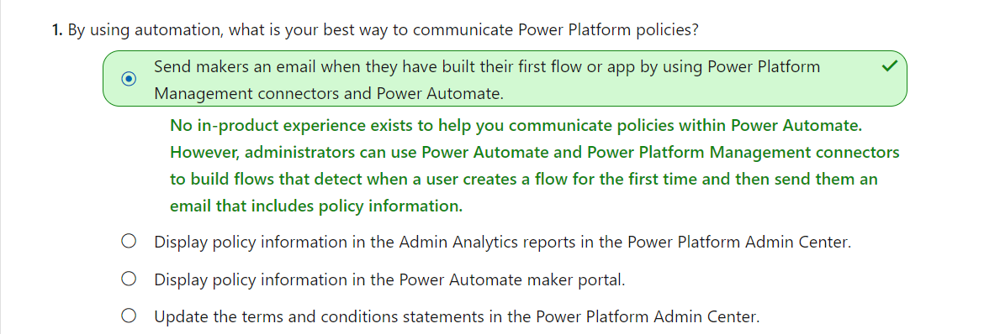 1. By using automation, what is your best way to communicate Power Platform policies?
Send makers an email when they have built their first flow or app by using Power Platform
Management connectors and Power Automate.
No in-product experience exists to help you communicate policies within Power Automate.
However, administrators can use Power Automate and Power Platform Management connectors
to build flows that detect when a user creates a flow for the first time and then send them an
email that includes policy information.
Display policy information in the Admin Analytics reports in the Power Platform Admin Center.
Display policy information in the Power Automate maker portal.
Update the terms and conditions statements in the Power Platform Admin Center.